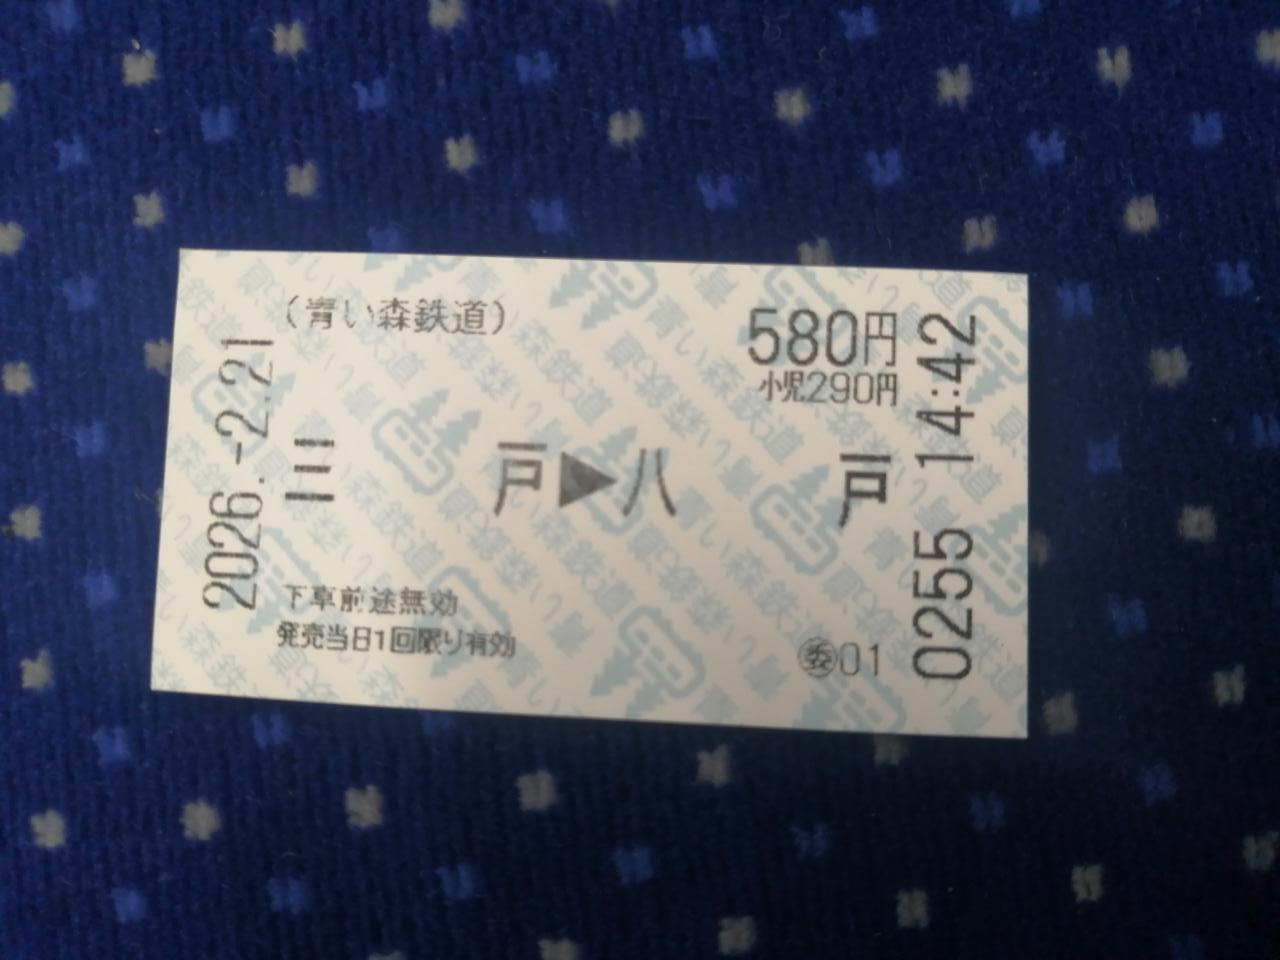 (青い森鉄道)
580円
小児290円
三 戸▶八 戸
下車前途無効
発売当日1回限り有効
㊙01
2026.-2.21
0255 14:42